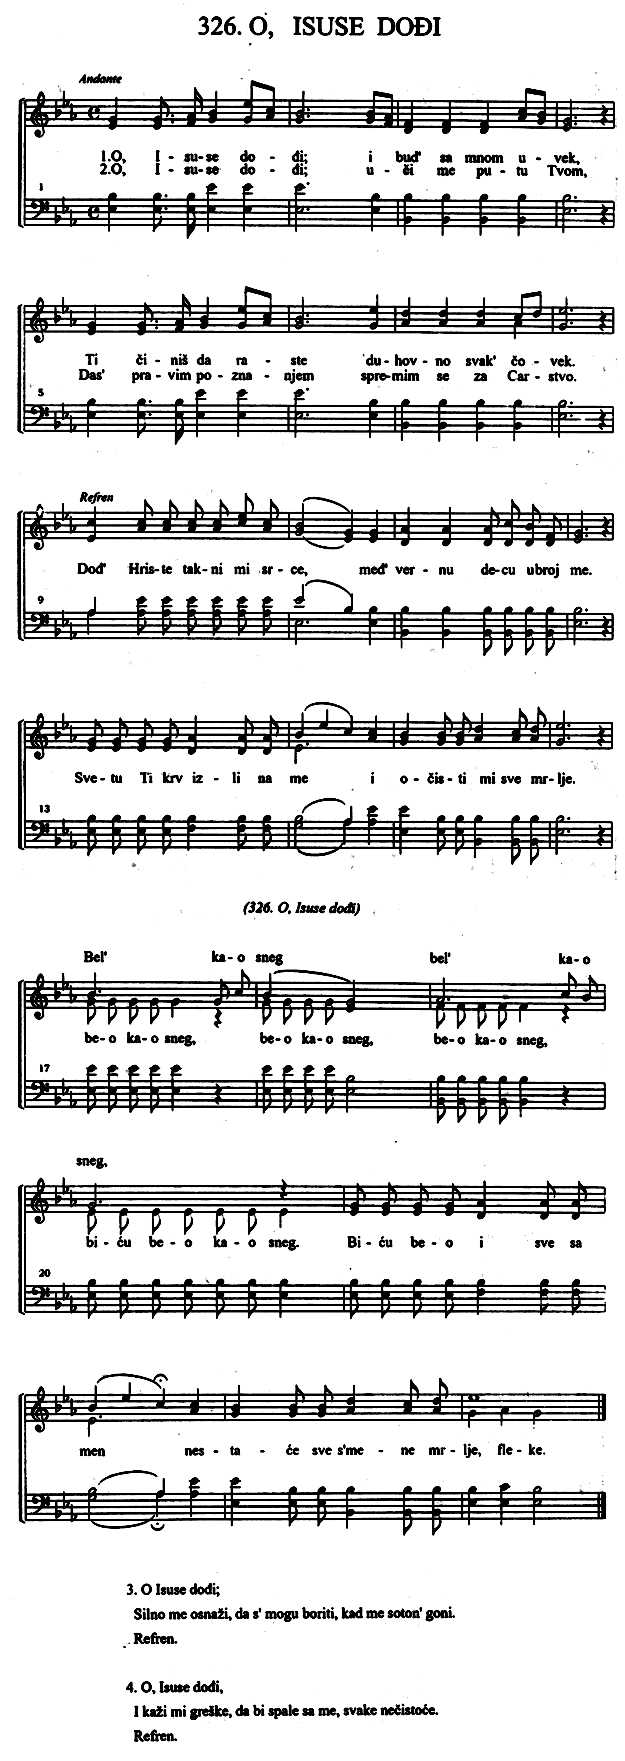 326. O, ISUSE DOĐI
Andante
1.O, I - su-se do - đi; i bud' sa mnom u - vek,
2.O, I - su-se do - đi; u - či me pu - tu Tvom,
1
Ti či - niš da ra - ste du - hov - no svak' čo - vek.
Das' pra - vim po - zna - njem spre - mim se za Car - stvo.
5
Refren
Dođ' Hris-te tak-ni mi sr-ce, međ' ver - nu de-cu ubroj me.
9
Sve-tu Ti krv iz - li na me i o-čis-ti mi sve mr-lje.
13
(326. O, Isuse dođi)
Bel' ka-o sneg bel' ka-o
be-o ka-o sneg, be-o ka-o sneg, be-o ka-o sneg,
17
sneg,
bi - ću be - o ka - o sneg. Bi - ću be - o i sve sa
20
men nes - ta - će sve s'me - ne mr - lje, fle - ke.
3. O Isuse dođi;
Silno me osnaži, da s' mogu boriti, kad me soton' goni.
Refren.
4. O, Isuse dođi,
I kaži mi greške, da bi spale sa me, svake nečistoće.
Refren.